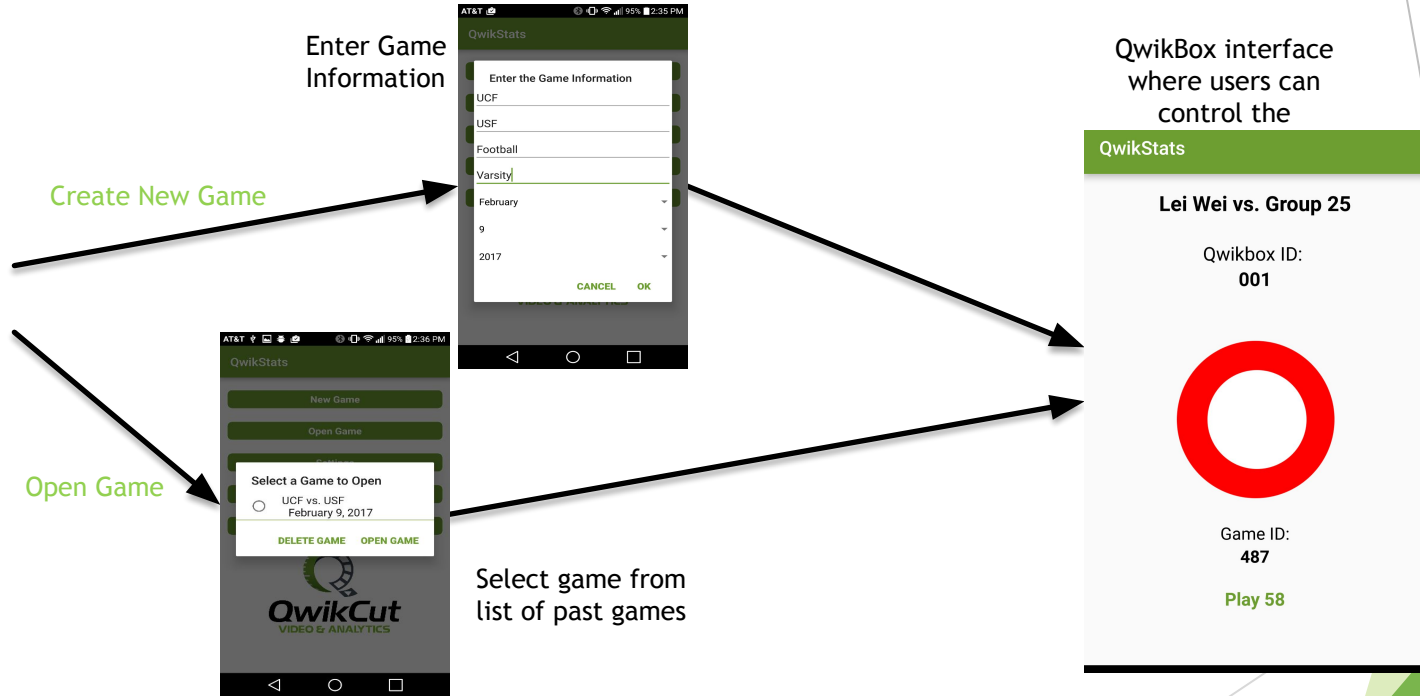 Enter Game
Information
Create New Game
Open Game
AT&T 95% 2:35 PM
QwikStats
Enter the Game Information
UCF
USF
Football
Varsity
February
9
2017
CANCEL OK
VIDEO & ANALYTICS
AT&T 95% 2:36 PM
QwikStats
New Game
Open Game
Settings
Select a Game to Open
UCF vs. USF
February 9, 2017
DELETE GAME OPEN GAME
QwikCut
VIDEO & ANALYTICS
Select game from
list of past games
QwikBox interface
where users can
control the
QwikStats
Lei Wei vs. Group 25
Qwikbox ID:
001
Game ID:
487
Play 58